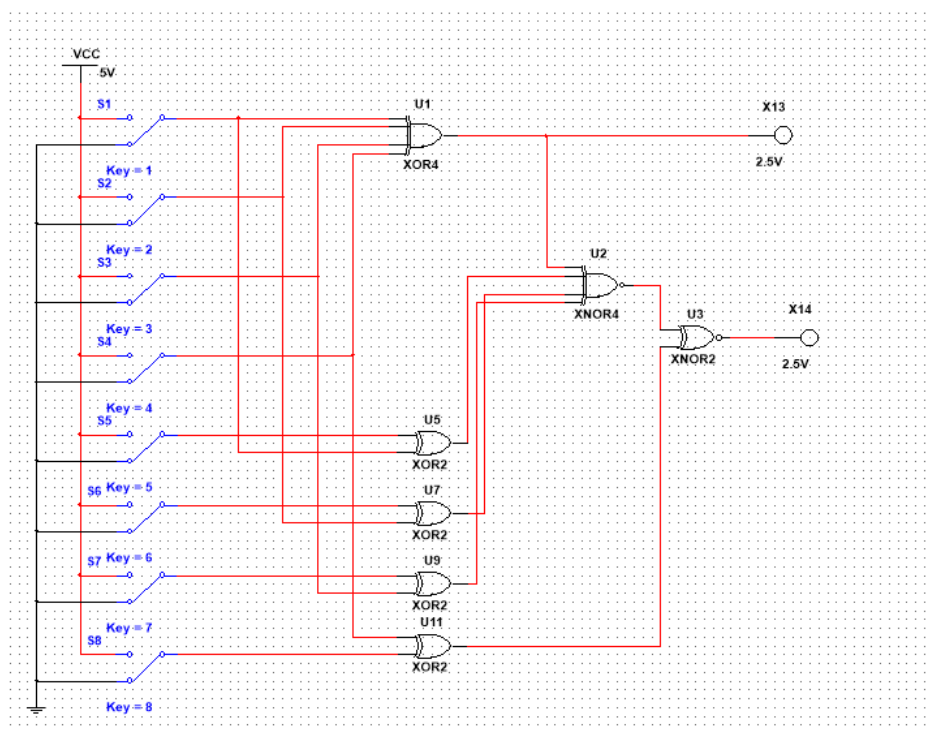 VCC
5V
S1
U1
X13
XOR4
2.5V
Key = 1
S2
Key = 2
S3
U2
XNOR4
X14
U3
Key = 3
S4
XNOR2
2.5V
Key = 4
S5
U5
XOR2
S6 Key = 5
U7
XOR2
S7 Key = 6
U9
XOR2
Key = 7
U11
S8
XOR2
Key = 8